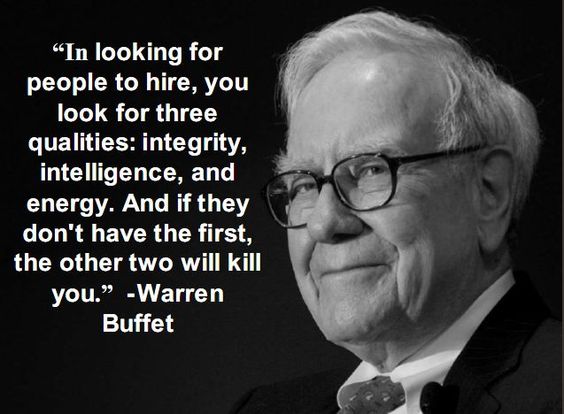 “In looking for
people to hire, you
look for three
qualities: integrity,
intelligence, and
energy. And if they
don't have the first,
the other two will kill
you.” -Warren
Buffet